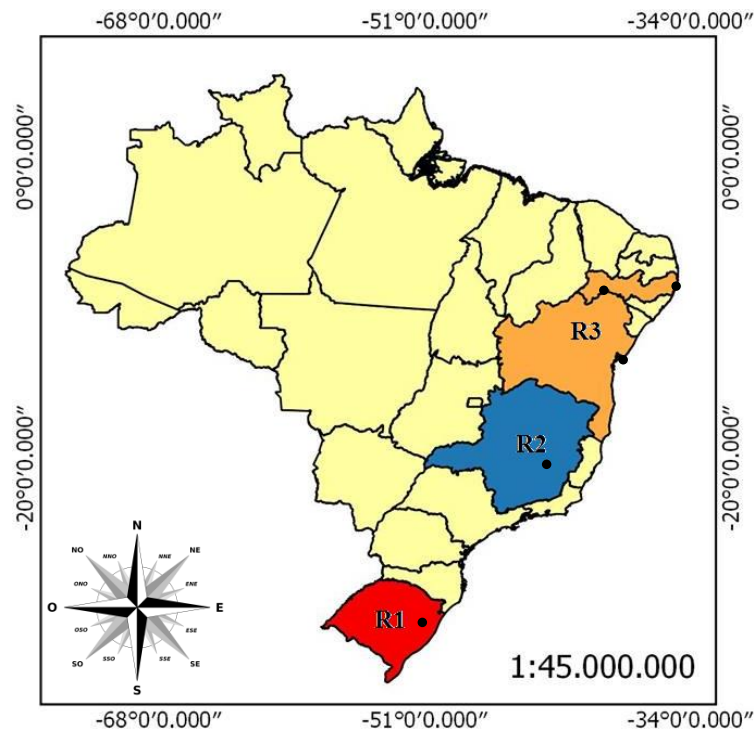 -68°0′0.000″ -51°0′0.000″ -34°0′0.000″
0°0′0.000″ 0°0′0.000″
R3
R2
-20°0′0.000″ -20°0′0.000″
N
NO NNO NNE NE
ONO ENE
O E
OSO ESE
SO SSO SSE SE
S
R1
1:45.000.000
-68°0′0.000″ -51°0′0.000″ -34°0′0.000″